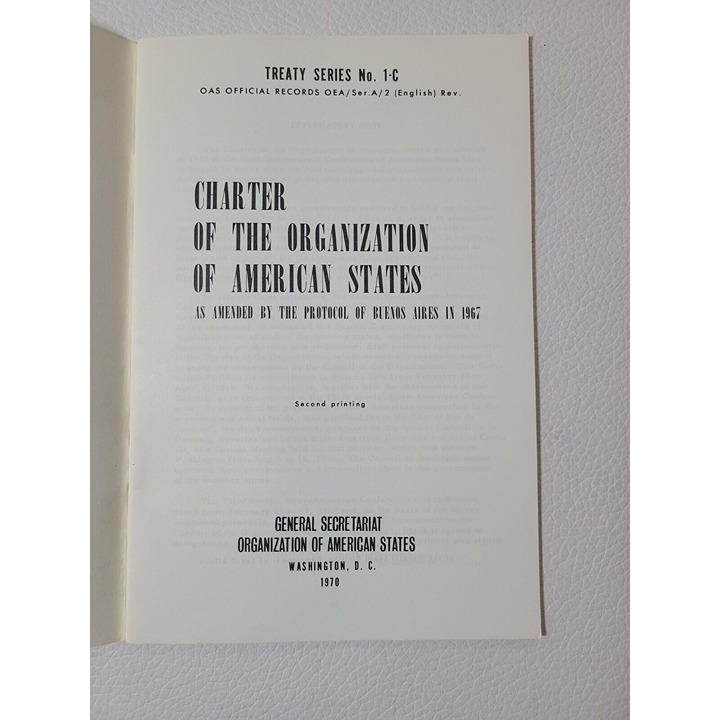 TREATY SERIES No. 1-C
OAS OFFICIAL RECORDS OEA/Ser.A/2 (English) Rev.
CHARTER
OF THE ORGANIZATION
OF AMERICAN STATES
AS AMENDED BY THE PROTOCOL OF BUENOS AIRES IN 1967
Second printing
GENERAL SECRETARIAT
ORGANIZATION OF AMERICAN STATES
WASHINGTON, D. C.
1970